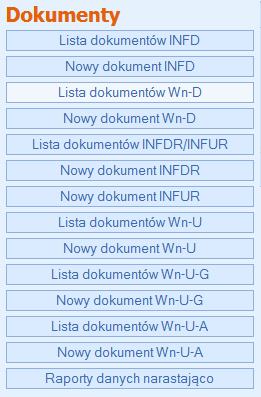 Dokumenty
Lista dokumentów INFD
Nowy dokument INFD
Lista dokumentów Wn-D
Nowy dokument Wn-D
Lista dokumentów INFDR/INFUR
Nowy dokument INFDR
Nowy dokument INFUR
Lista dokumentów Wn-U
Nowy dokument Wn-U
Lista dokumentów Wn-U-G
Nowy dokument Wn-U-G
Lista dokumentów Wn-U-A
Nowy dokument Wn-U-A
Raporty danych narastająco